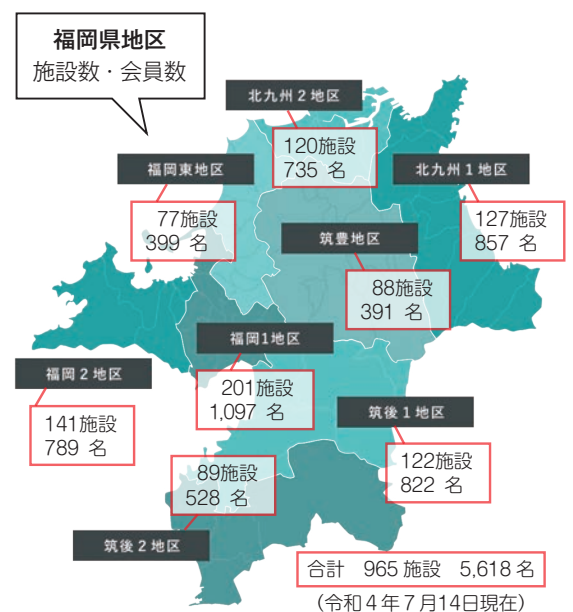 福岡県地区
施設数・会員数
北九州2地区
120施設
735 名
福岡東地区
77施設
399 名
北九州1地区
127施設
857 名
筑豊地区
88施設
391 名
福岡1地区
201施設
1,097 名
福岡2地区
141施設
789 名
筑後1地区
122施設
822 名
89施設
528 名
筑後2地区
合計 965施設 5,618名
(令和4年7月14日現在)